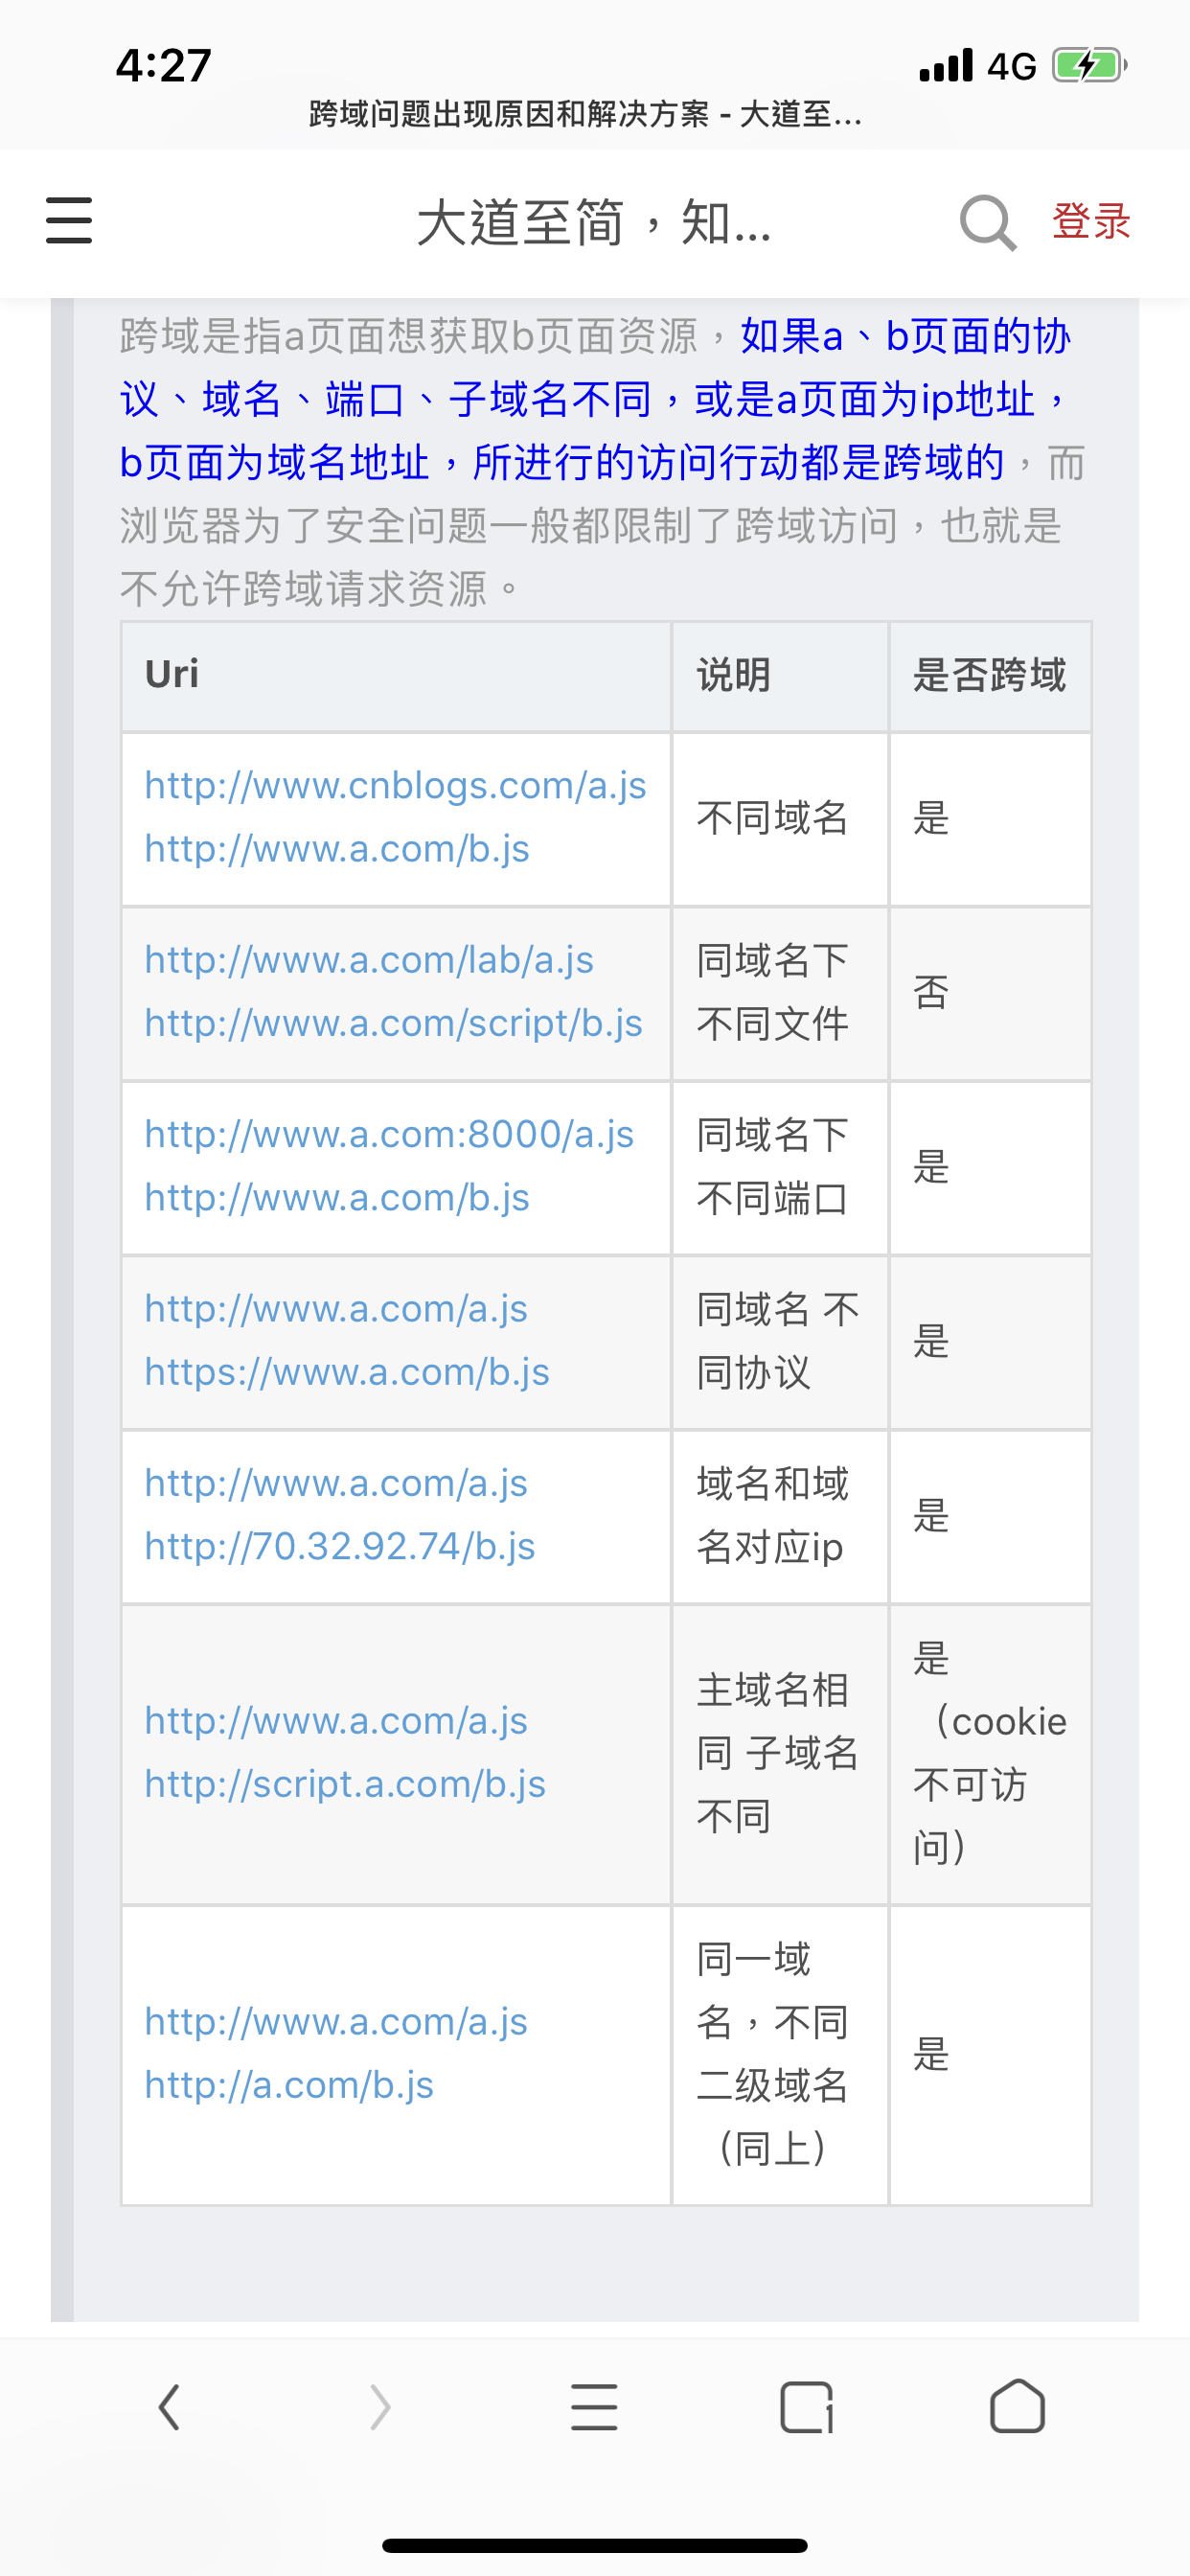 4:27
4G
跨域问题出现原因和解决方案 - 大道至...
大道至简，知...
登录
跨域是指a页面想获取b页面资源，如果a、b页面的协
议、域名、端口、子域名不同，或是a页面为ip地址，
b页面为域名地址，所进行的访问行动都是跨域的，而
浏览器为了安全问题一般都限制了跨域访问，也就是
不允许跨域请求资源。
Uri 说明 是否跨域
http://www.cnblogs.com/a.js
http://www.a.com/b.js
不同域名
是
http://www.a.com/lab/a.js
http://www.a.com/script/b.js
同域名下
不同文件
否
http://www.a.com:8000/a.js
http://www.a.com/b.js
同域名下
不同端口
是
http://www.a.com/a.js
https://www.a.com/b.js
同域名 不
同协议
是
http://www.a.com/a.js
http://70.32.92.74/b.js
域名和域
名对应ip
是
http://www.a.com/a.js
http://script.a.com/b.js
主域名相
同 子域名
不同
是
（cookie
不可访
问）
http://www.a.com/a.js
http://a.com/b.js
同一域
名，不同
二级域名
（同上）
是
1